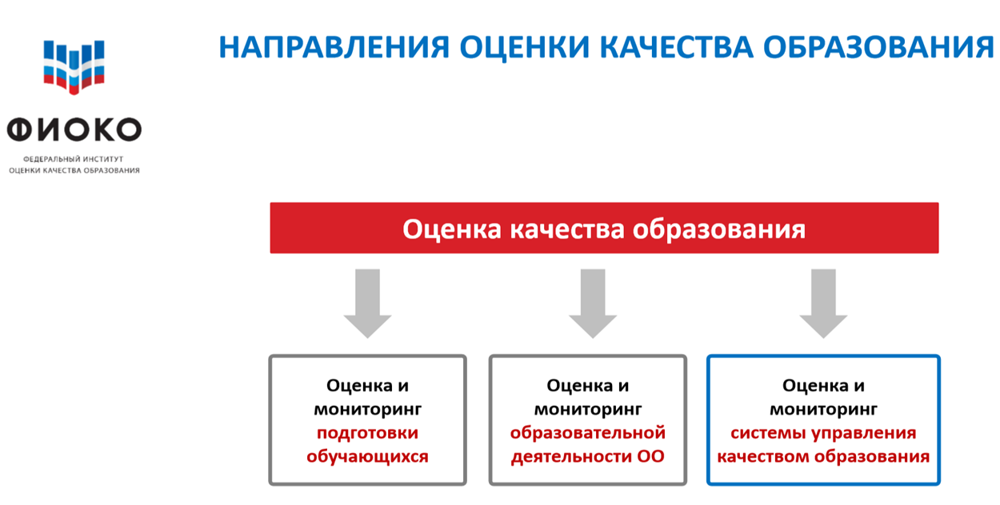 НАПРАВЛЕНИЯ ОЦЕНКИ КАЧЕСТВА ОБРАЗОВАНИЯ
ФИОКО
ФЕДЕРАЛЬНЫЙ ИНСТИТУТ
ОЦЕНКИ КАЧЕСТВА ОБРАЗОВАНИЯ
Оценка качества образования
Оценка и
мониторинг
подготовки
обучающихся
Оценка и
мониторинг
образовательной
деятельности ОО
Оценка и
мониторинг
системы управления
качеством образования